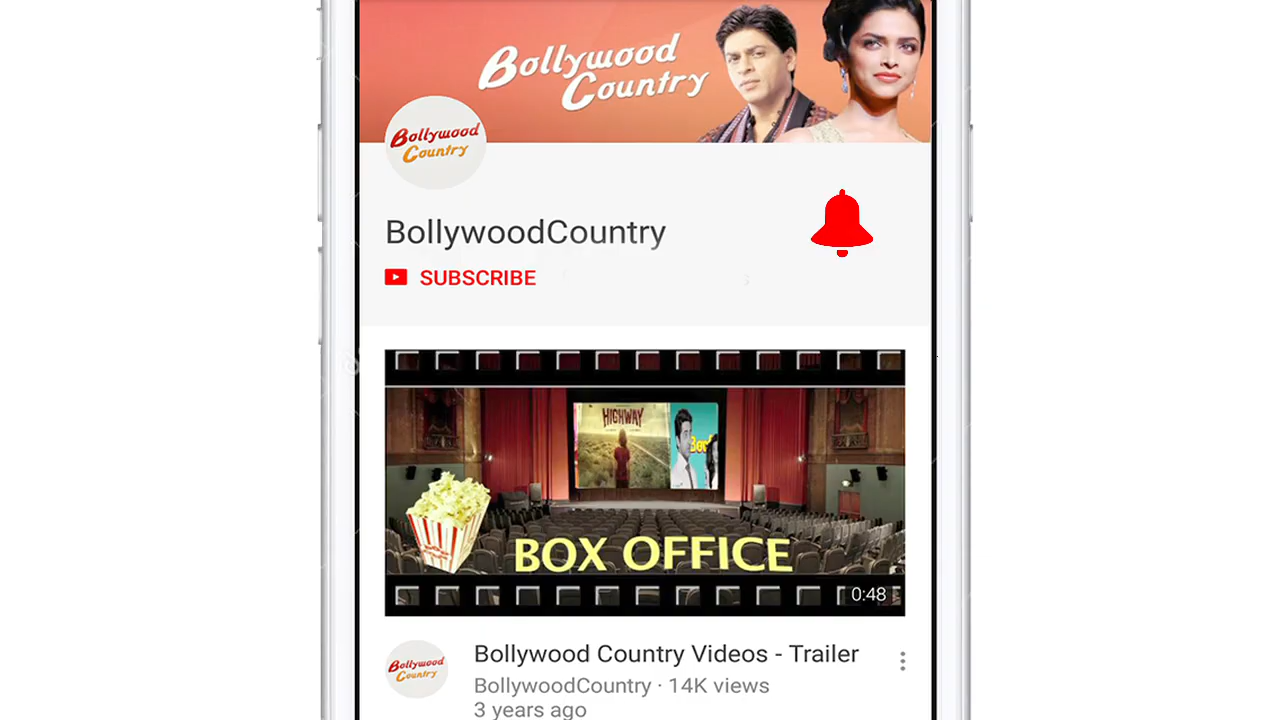 Bollywood
Country
Bollywood
Country
BollywoodCountry
SUBSCRIBE
HIGHWAY
BOX OFFICE
0:48
Bollywood
Country
Bollywood Country Videos - Trailer
BollywoodCountry · 14K views
3 years ago